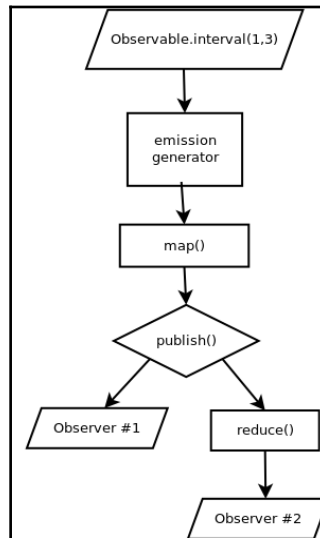 Observable.interval(1,3)
emission
generator
map()
publish()
Observer #1
reduce()
Observer #2